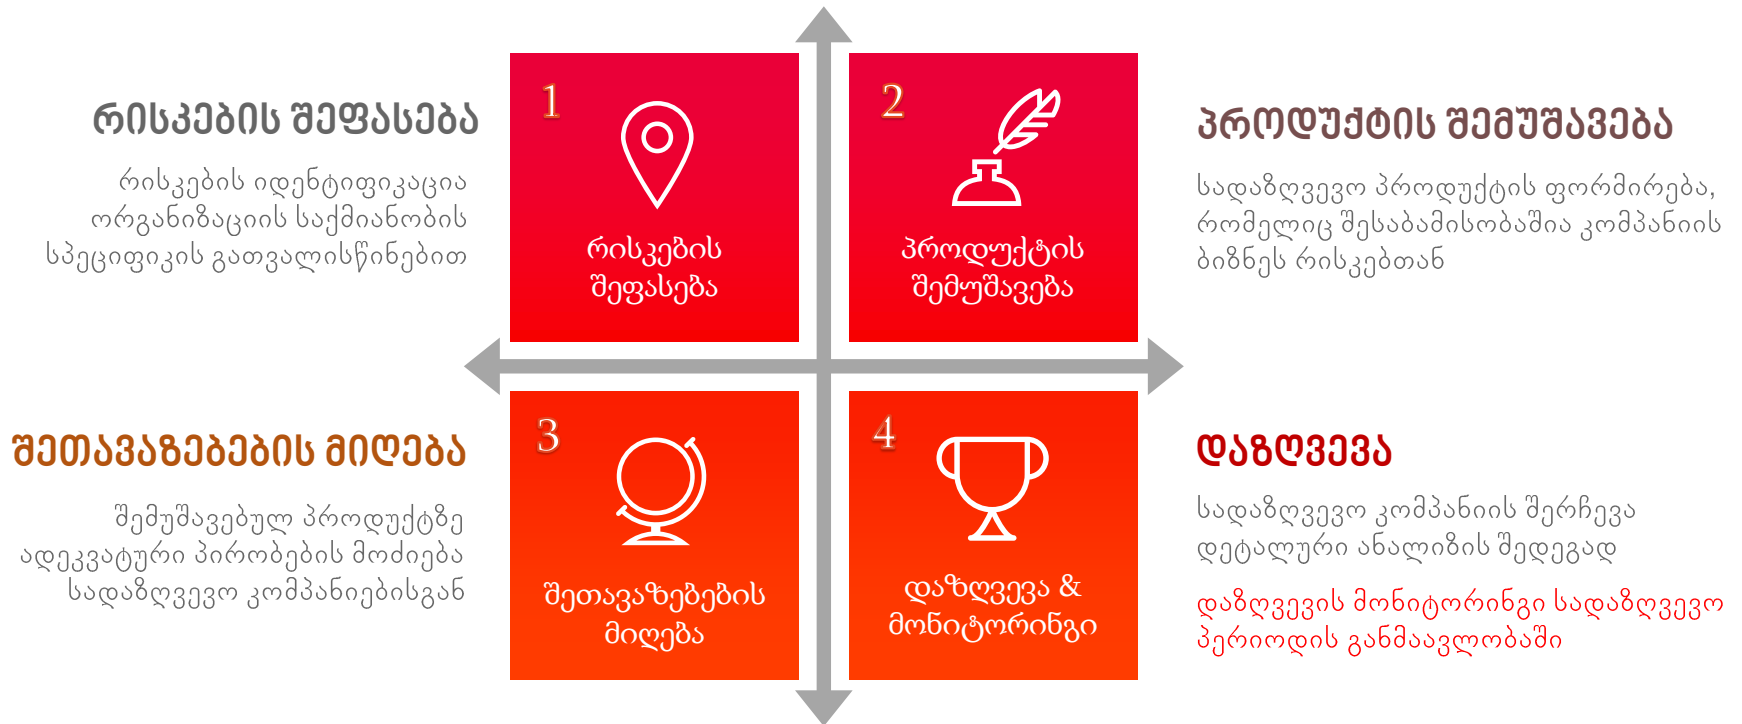 რისკების შეფასება
რისკების იდენტიფიკაცია
ორგანიზაციის საქმიანობის
სპეციფიკის გათვალისწინებით
1
რისკების
შეფასება
2
პროდუქტის
შემუშავება
პროდუქტის შემუშავება
სადაზღვევო პროდუქტის ფორმირება,
რომელიც შესაბამისობაშია კომპანიის
ბიზნეს რისკებთან
შეთავაზებების მიღება
შემუშავებულ პროდუქტზე
ადეკვატური პირობების მოძიება
სადაზღვევო კომპანიებისგან
3
შეთავაზებების
მიღება
4
დაზღვევა &
მონიტორინგი
დაზღვევა
სადაზღვევო კომპანიის შერჩევა
დეტალური ანალიზის შედეგად
დაზღვევის მონიტორინგი სადაზღვევო
პერიოდის განმაავლობაში